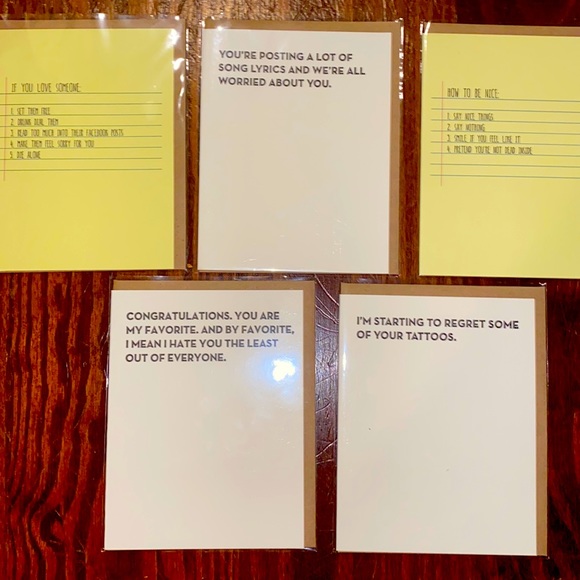 IF YOU LOVE SOMEONE:
1. SET THEM FREE
2. DRUNK DIAL THEM
3. READ TOO MUCH INTO THEIR FACEBOOK POSTS
4. MAKE THEM FEEL SORRY FOR YOU
5. DIE ALONE
YOU'RE POSTING A LOT OF
SONG LYRICS AND WE'RE ALL
WORRIED ABOUT YOU.
HOW TO BE NICE:
1. SAY NICE THINGS
2. SAY NOTHING
3. SMILE IF YOU FEEL LIKE IT
4. PRETEND YOU'RE NOT DEAD INSIDE
CONGRATULATIONS. YOU ARE
MY FAVORITE. AND BY FAVORITE,
I MEAN I HATE YOU THE LEAST
OUT OF EVERYONE.
I'M STARTING TO REGRET SOME
OF YOUR TATTOOS.